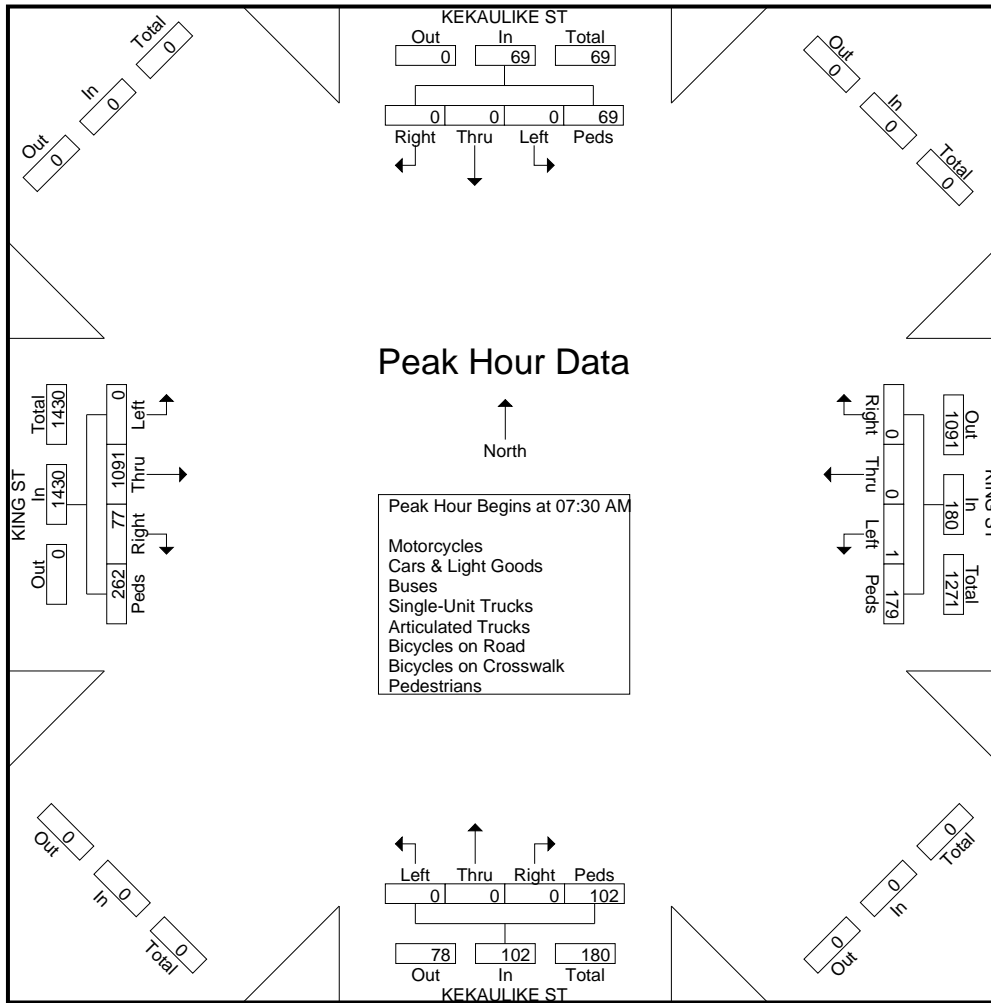 KEKAULIKE ST
Out In Total
0 69 69
0 0 0 69
Right Thru Left Peds
Total
0
In
0
Out
0
Out
0
In
0
Total
0
Peak Hour Data
North
Peak Hour Begins at 07:30 AM
Motorcycles
Cars & Light Goods
Buses
Single-Unit Trucks
Articulated Trucks
Bicycles on Road
Bicycles on Crosswalk
Pedestrians
KING ST
Total In Out
1430 1430 0
0 1091 77 262
Left Thru Right Peds
KING ST
Out In Total
1091 180 1271
0 0 1 179
Right Thru Left Peds
0
Out
0
In
0
Total
0
Total
0
In
0
Out
Left Thru Right Peds
0 0 0 102
78 102 180
Out In Total
KEKAULIKE ST